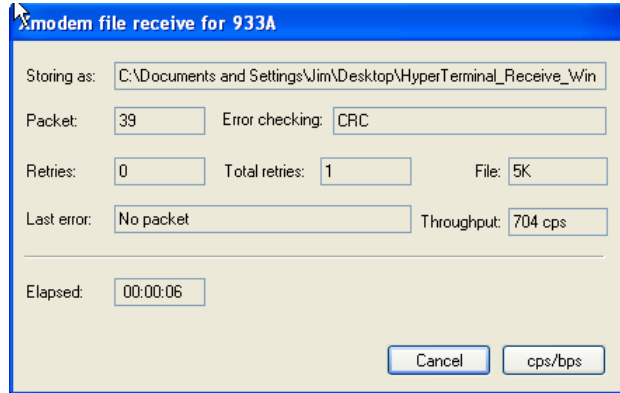 Xmodem file receive for 933A
Storing as: C:\Documents and Settings\Jim\Desktop\HyperTerminal_Receive_Win
Packet: 39 Error checking: CRC
Retries: 0 Total retries: 1 File: 5K
Last error: No packet Throughput: 704 cps
Elapsed: 00:00:06
Cancel cps/bps